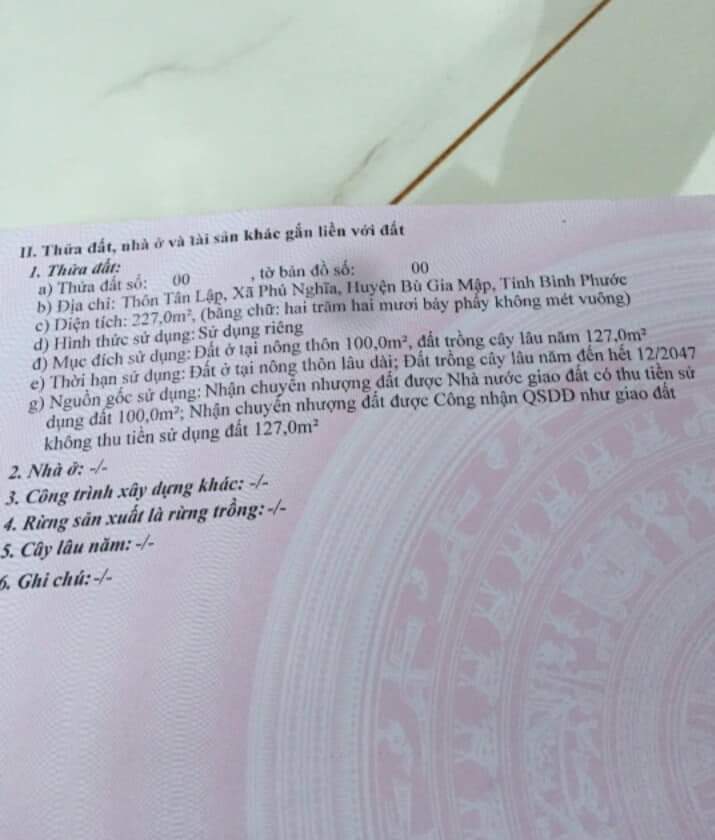 II. Thửa đất, nhà ở và tài sản khác gắn liền với đất
1. Thửa đất:
a) Thửa đất số: 00 , tờ bản đồ số: 00
b) Địa chỉ: Thôn Tân Lập, Xã Phú Nghĩa, Huyện Bù Gia Mập, Tỉnh Bình Phước
c) Diện tích: 227,0m², (bằng chữ: hai trăm hai mươi bảy phẩy không mét vuông)
d) Hình thức sử dụng: Sử dụng riêng
đ) Mục đích sử dụng: Đất ở tại nông thôn 100,0m², đất trồng cây lâu năm 127,0m²
e) Thời hạn sử dụng: Đất ở tại nông thôn lâu dài; Đất trồng cây lâu năm đến hết 12/2047
g) Nguồn gốc sử dụng: Nhận chuyển nhượng đất được Nhà nước giao đất có thu tiền sử
dụng đất 100,0m²; Nhận chuyển nhượng đất được Công nhận QSDĐ như giao đất
không thu tiền sử dụng đất 127,0m²
2. Nhà ở: -/-
3. Công trình xây dựng khác: -/-
4. Rừng sản xuất là rừng trồng: -/-
5. Cây lâu năm: -/-
6. Ghi chú: -/-